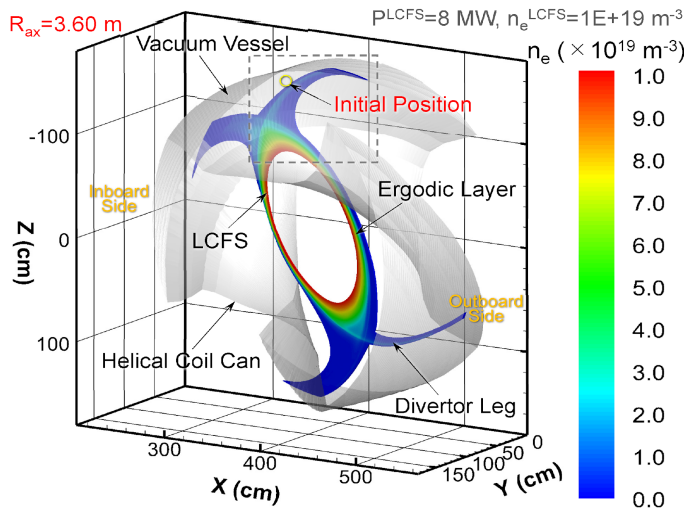 R_ax=3.60 m
P^LCFS=8 MW, n_e^LCFS=1E+19 m⁻³
n_e (×10¹⁹ m⁻³)
Vacuum Vessel
Initial Position
Ergodic Layer
Inboard
Side
LCFS
Outboard
Side
Helical Coil Can
Divertor Leg
Z (cm)
-100
0
100
300
400
500
X (cm)
150
100
50
0
Y (cm)
1.0
9.0
8.0
7.0
6.0
5.0
4.0
3.0
2.0
1.0
0.0